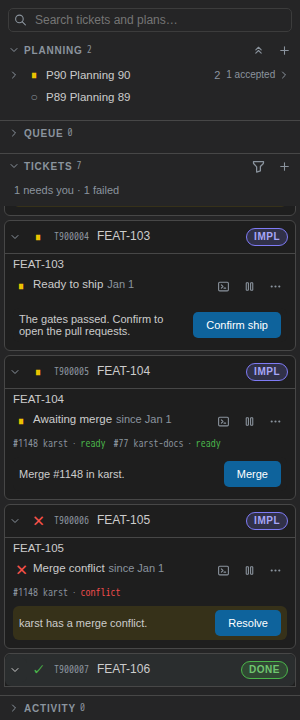 Search tickets and plans…
PLANNING 2
P90 Planning 90 2 1 accepted
P89 Planning 89
QUEUE 0
TICKETS 7
1 needs you · 1 failed
T900004 FEAT-103 IMPL
FEAT-103
Ready to ship Jan 1
The gates passed. Confirm to
open the pull requests.
Confirm ship
T900005 FEAT-104 IMPL
FEAT-104
Awaiting merge since Jan 1
#1148 karst · ready #77 karst-docs · ready
Merge #1148 in karst. Merge
T900006 FEAT-105 IMPL
FEAT-105
Merge conflict since Jan 1
#1148 karst · conflict
karst has a merge conflict. Resolve
T900007 FEAT-106 DONE
ACTIVITY 0